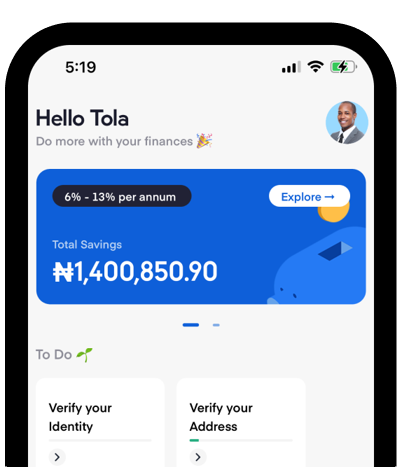 5:19
Hello Tola
Do more with your finances 🎉
6% - 13% per annum
Explore →
Total Savings
₦1,400,850.90
To Do 🌱
Verify your
Identity
Verify your
Address